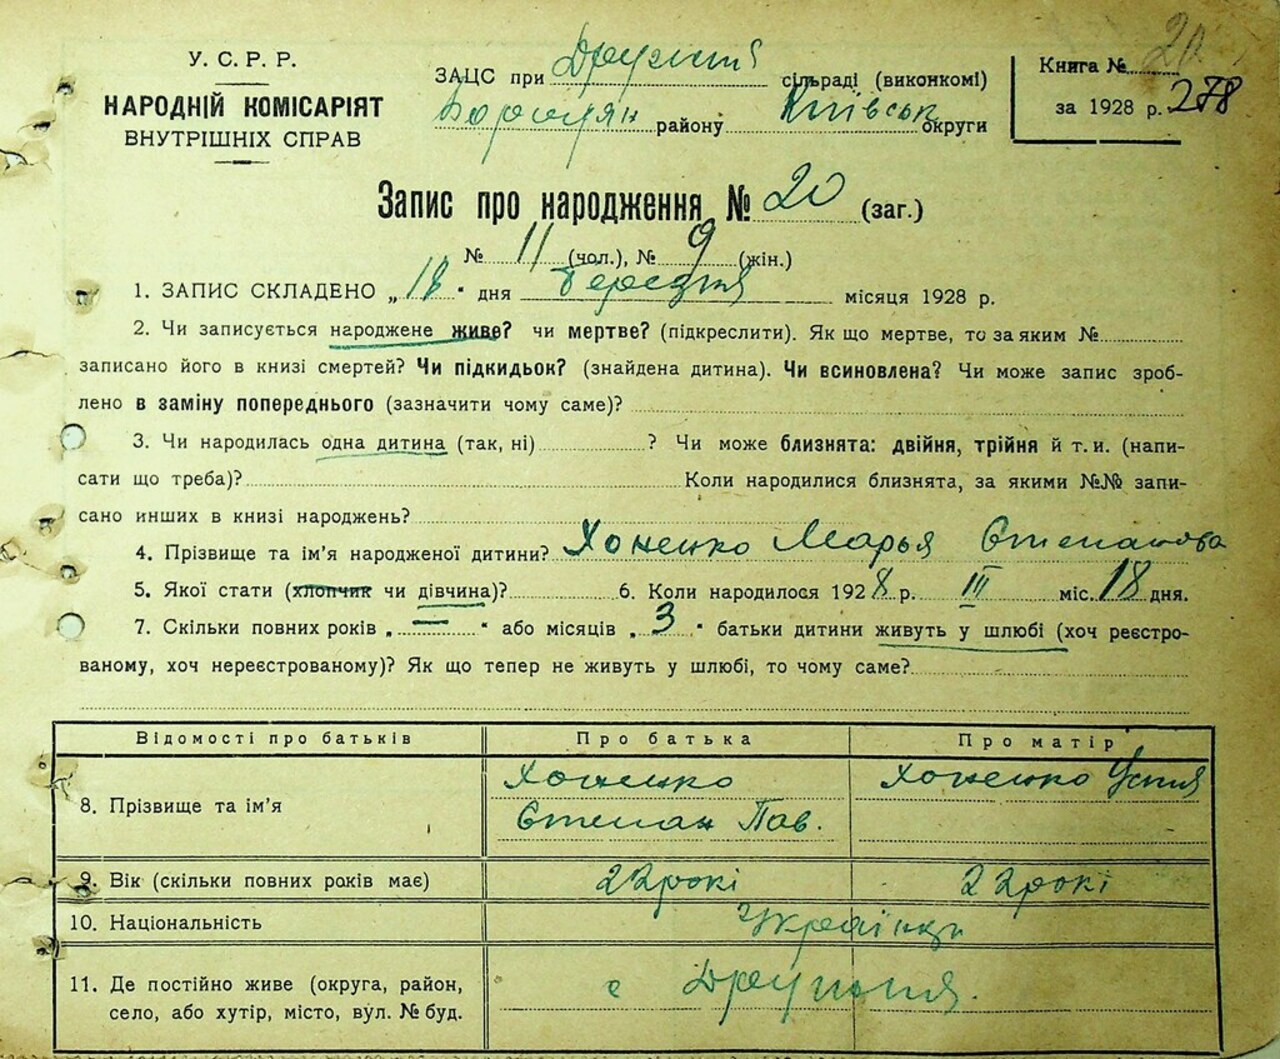 У. С. Р. Р.
НАРОДНІЙ КОМІСАРІЯТ
ВНУТРІШНІХ СПРАВ
ЗАЦС при сільраді (виконкомі)
Бородян району Київськ округи
Книга № 20
за 1928 р. 278
Запис про народження № 20 (заг.)
№ 11 (чол.), № 9 (жін.)
1. ЗАПИС СКЛАДЕНО „18“ дня Березня місяця 1928 р.
2. Чи записується народжене живе? чи мертве? (підкреслити). Як що мертве, то за яким №
записано його в книзі смертей? Чи підкидьок? (знайдена дитина). Чи всиновлена? Чи може запис зроб-
лено в заміну попереднього (зазначити чому саме)?
3. Чи народилась одна дитина (так, ні) ? Чи може близнята: двійня, трійня й т. и. (напи-
сати що треба)? Коли народилися близнята, за якими №№ запи-
сано инших в книзі народжень?
4. Прізвище та ім’я народженої дитини? Хоненко Марья Степанова
5. Якої стати (хлопчик чи дівчина)? 6. Коли народилося 1928 р. III міс. 18 дня.
7. Скільки повних років „—“ або місяців „3“ батьки дитини живуть у шлюбі (хоч реєстро-
ваному, хоч нереєстрованому)? Як що тепер не живуть у шлюбі, то чому саме?
Відомості про батьків Про батька Про матір
8. Прізвище та ім’я Хоненко Степан Пав. Хоненко Устия
9. Вік (скільки повних років має) 22 рокі 22 рокі
10. Національність Украінци
11. Де постійно живе (округа, район,
село, або хутір, місто, вул. № буд. с Друтня.